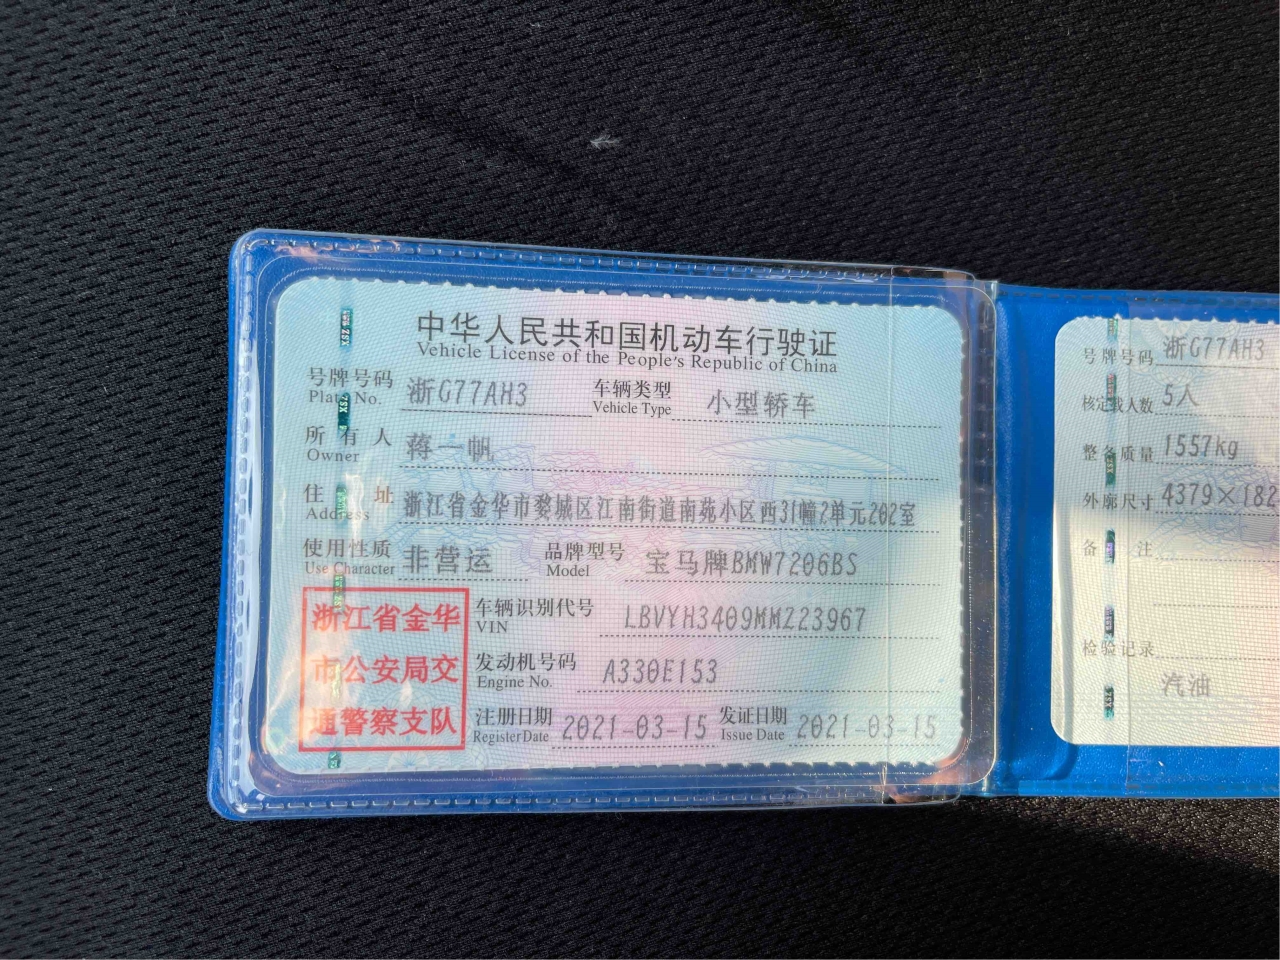 中华人民共和国机动车行驶证
Vehicle License of the People's Republic of China
号牌号码 浙G77AH3 车辆类型 小型轿车
Plate No. Vehicle Type
所有人 蒋一帆
Owner
住址 浙江省金华市婺城区江南街道南苑小区西31幢2单元202室
Address
使用性质 非营运 品牌型号 宝马牌BMW7206BS
Use Character Model
浙江省金华
市公安局交
通警察支队
车辆识别代号 LBVYH3409MMZ23967
VIN
发动机号码 A330E153
Engine No.
注册日期 2021-03-15 发证日期 2021-03-15
Register Date Issue Date
号牌号码 浙G77AH3
核定载人数 5人
整备质量 1557kg
外廓尺寸 4379×182
备注
检验记录
汽油